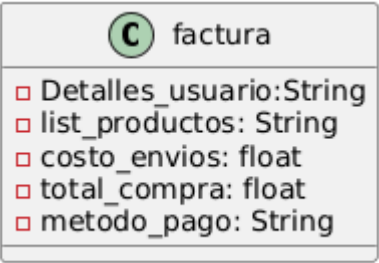 C factura
Detalles_usuario:String
list_productos: String
costo_envios: float
total_compra: float
metodo_pago: String